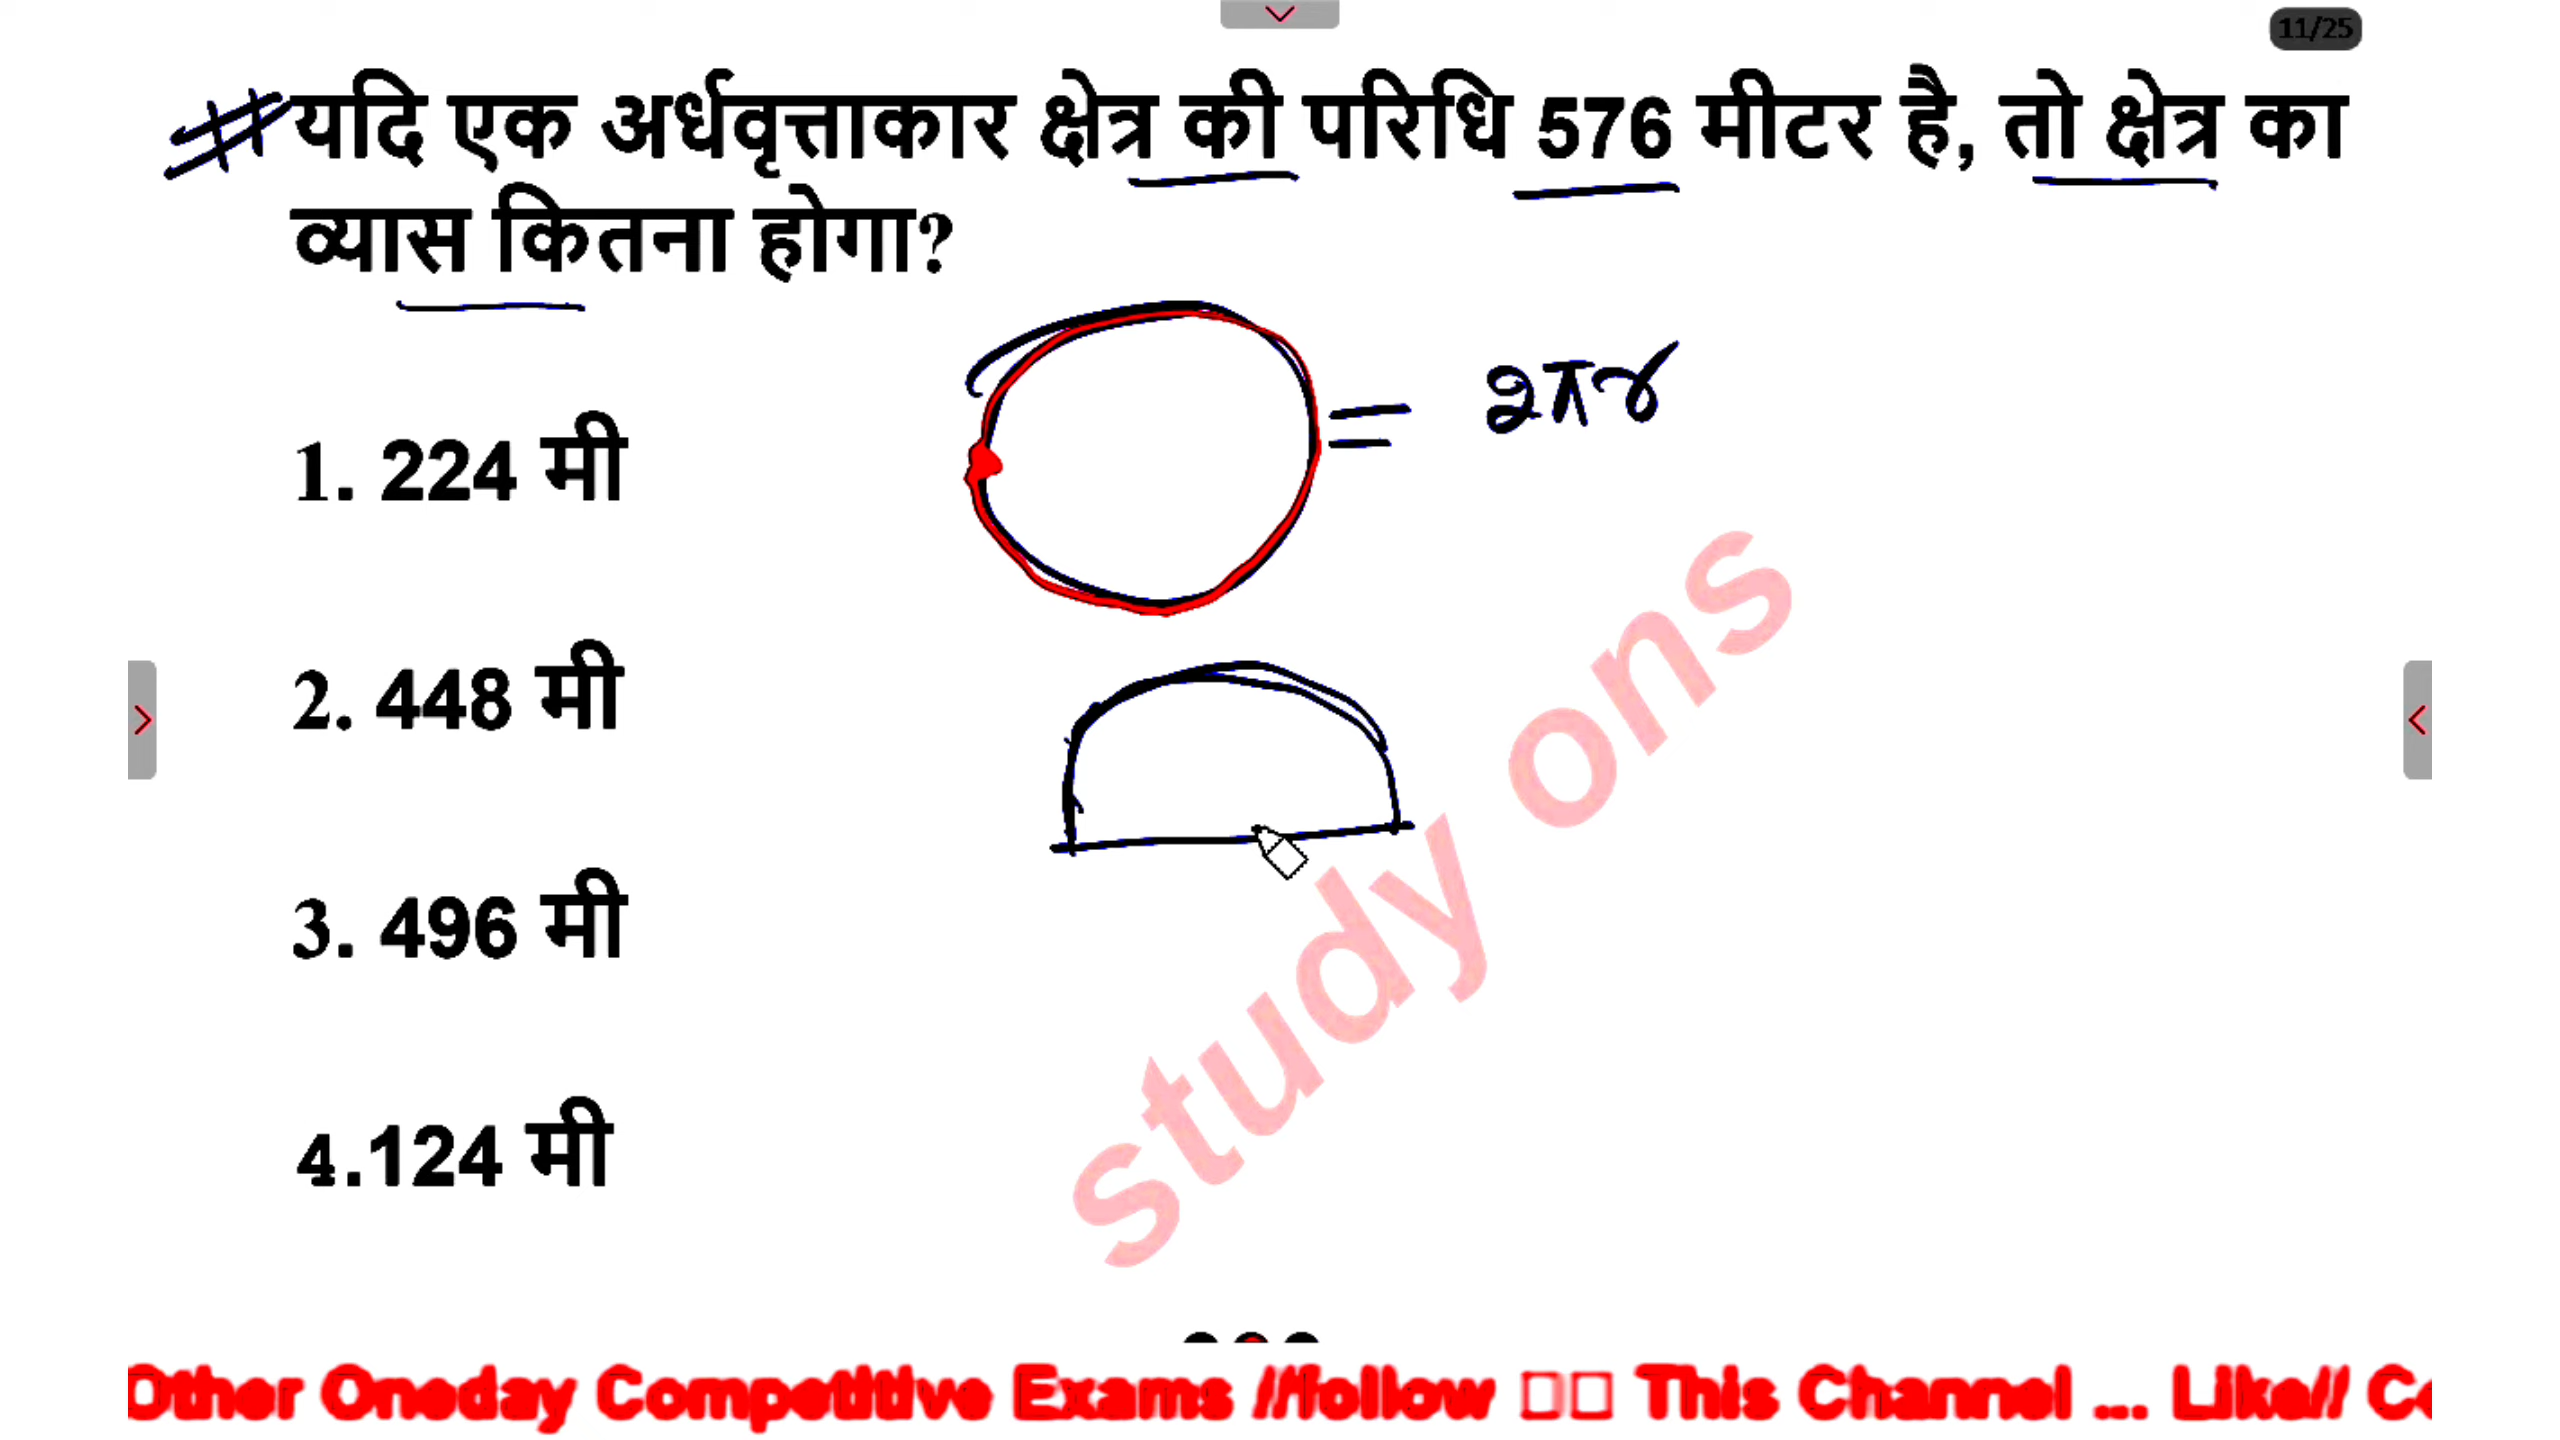 11/25
यदि एक अर्धवृत्ताकार क्षेत्र की परिधि 576 मीटर है, तो क्षेत्र का
व्यास कितना होगा?
= 2πr
1. 224 मी
2. 448 मी
3. 496 मी
4.124 मी
study ons
Other Oneday Competitive Exams //follow This Channel ... Like//